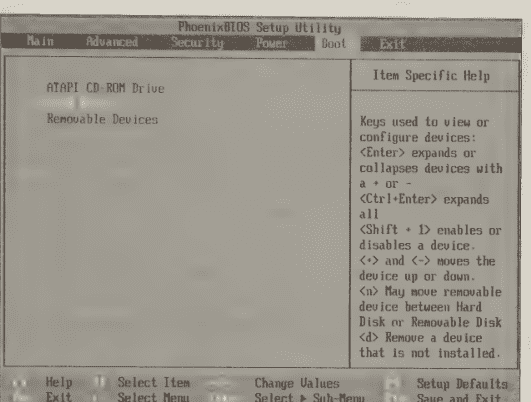 PhoenixBIOS Setup Utility
Main Advanced Security Power Boot Exit
ATAPI CD-ROM Drive
Removable Devices
Item Specific Help
Keys used to view or
configure devices:
<Enter> expands or
collapses devices with
a + or -
<Ctrl+Enter> expands
all
<Shift + 1> enables or
disables a device.
<+> and <-> moves the
device up or down.
<n> May move removable
device between Hard
Disk or Removable Disk
<d> Remove a device
that is not installed.
Help Select Item Change Values Setup Defaults
Exit Select Menu Select ▶ Sub-Menu Save and Exit